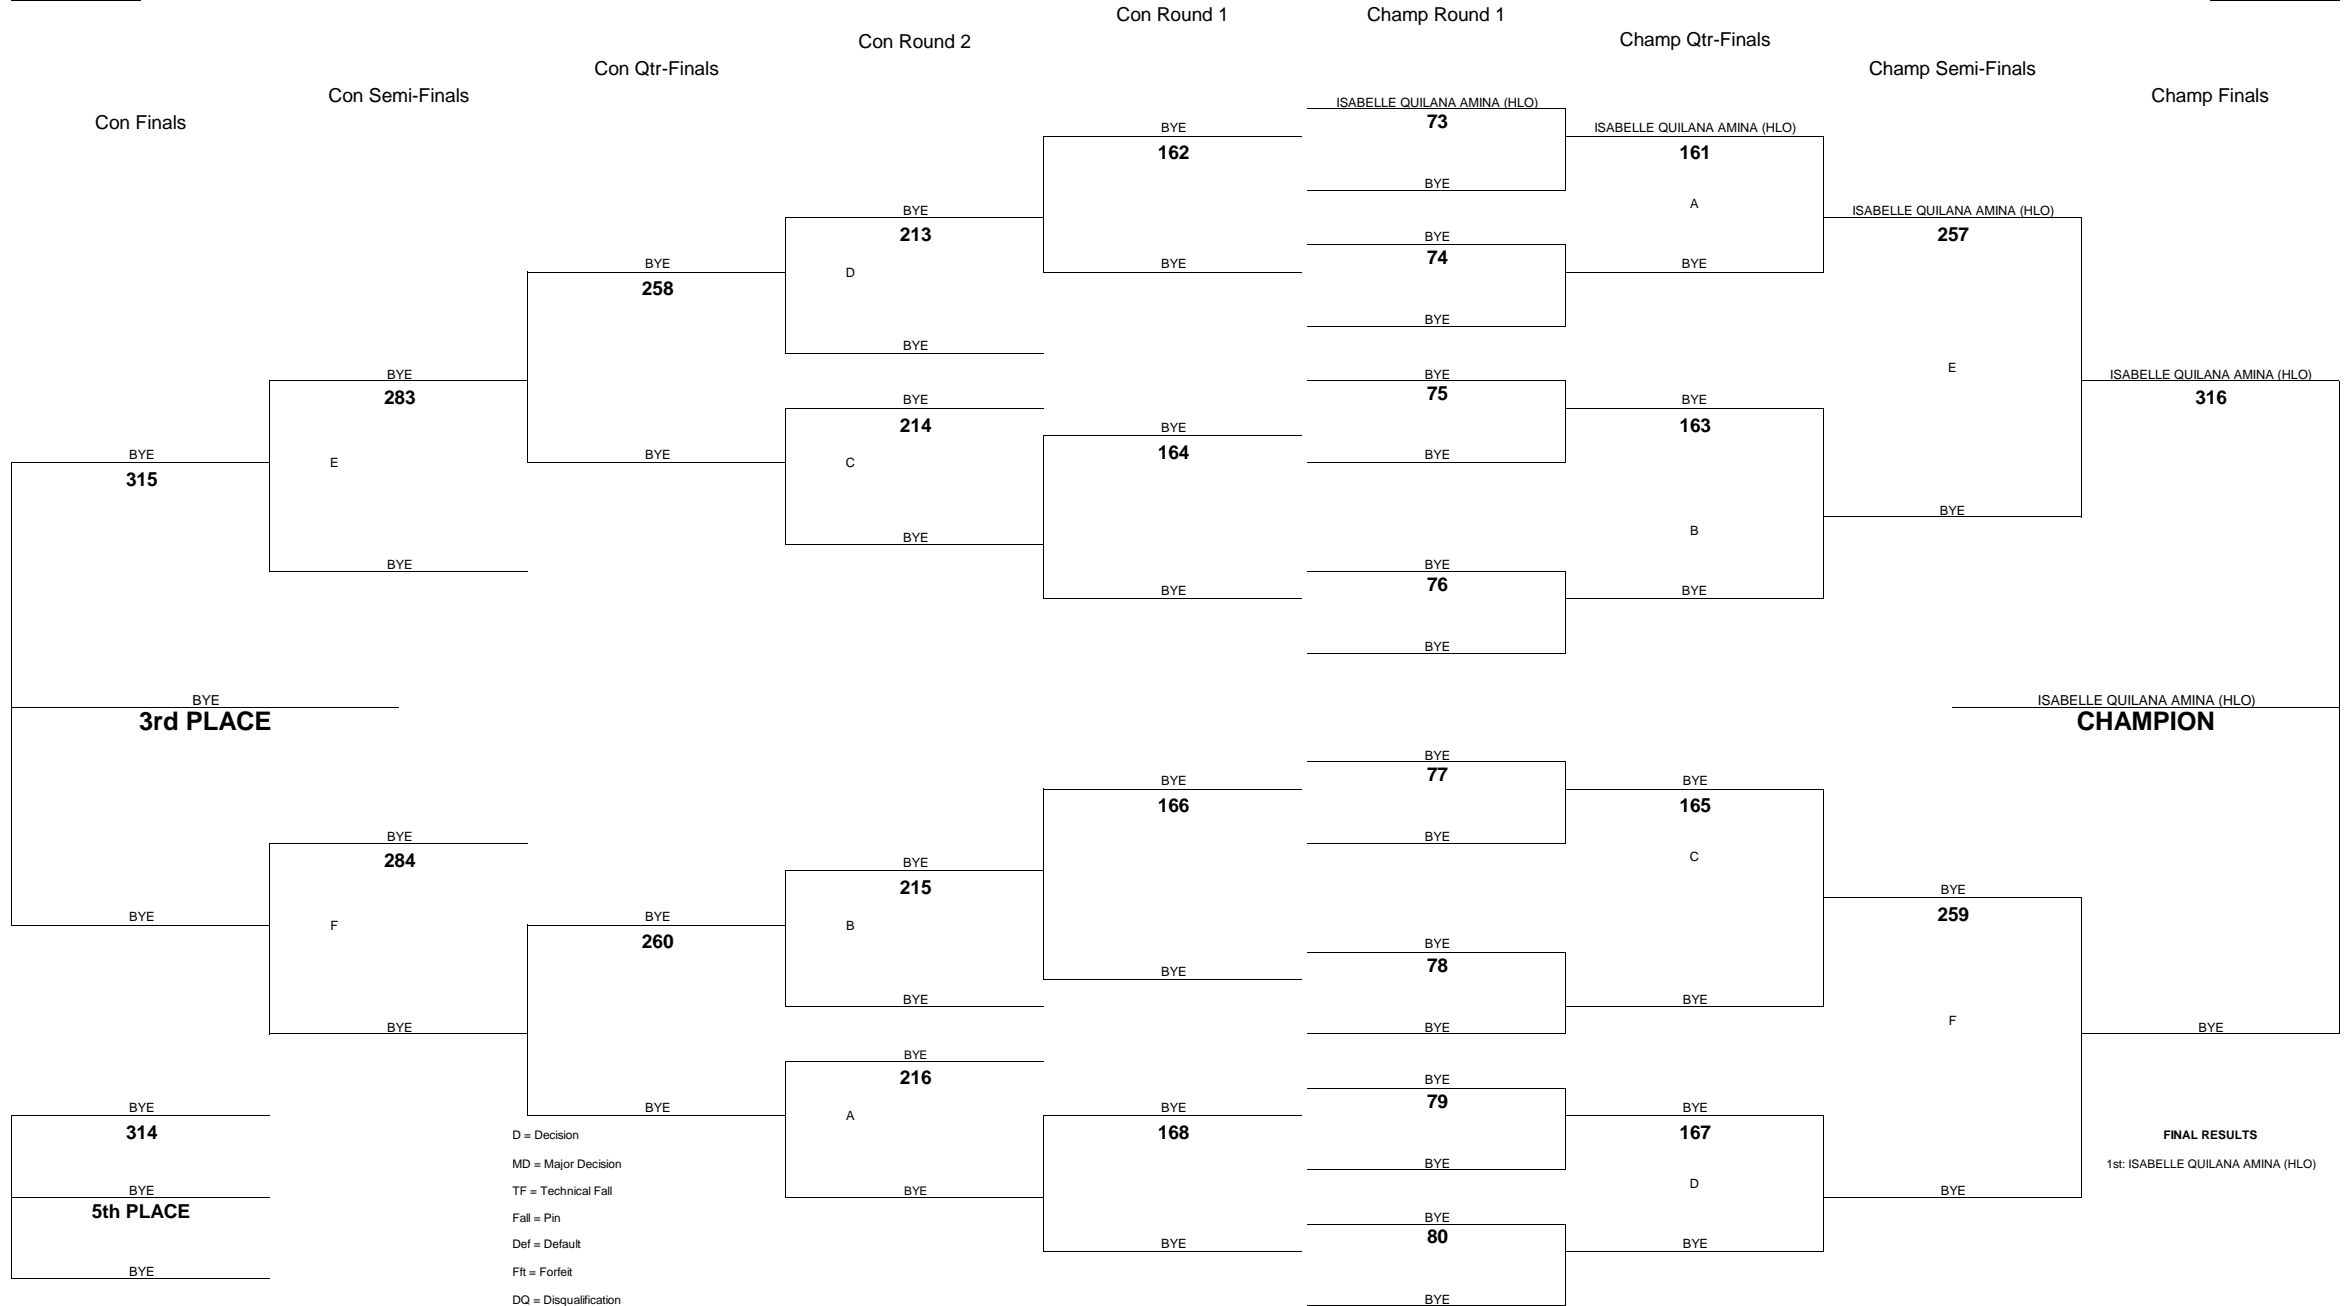 Con Round 1 Champ Round 1
Con Round 2 Champ Qtr-Finals
Con Qtr-Finals Champ Semi-Finals
Con Semi-Finals Champ Finals
Con Finals
ISABELLE QUILANA AMINA (HLO)
73
BYE ISABELLE QUILANA AMINA (HLO)
162 161
BYE
A
BYE ISABELLE QUILANA AMINA (HLO)
213 257
BYE
74
BYE BYE BYE
258
D
BYE
BYE
E
BYE BYE ISABELLE QUILANA AMINA (HLO)
283 75 316
BYE BYE
214 163
BYE
164
BYE BYE
E C BYE
315
BYE
B
BYE
BYE BYE
76
BYE BYE
BYE
BYE ISABELLE QUILANA AMINA (HLO)
3rd PLACE CHAMPION
BYE
77
BYE BYE
166 165
BYE BYE
284
C
BYE
215
BYE
259
BYE BYE
F B
260
BYE
78
BYE
BYE BYE
F
BYE BYE BYE
BYE
216
BYE
79
BYE BYE BYE BYE
A
314 168 167
D = Decision FINAL RESULTS
MD = Major Decision BYE 1st: ISABELLE QUILANA AMINA (HLO)
D
BYE TF = Technical Fall BYE BYE
5th PLACE
Fall = Pin BYE
80
Def = Default BYE BYE
BYE Fft = Forfeit
DQ = Disqualification BYE